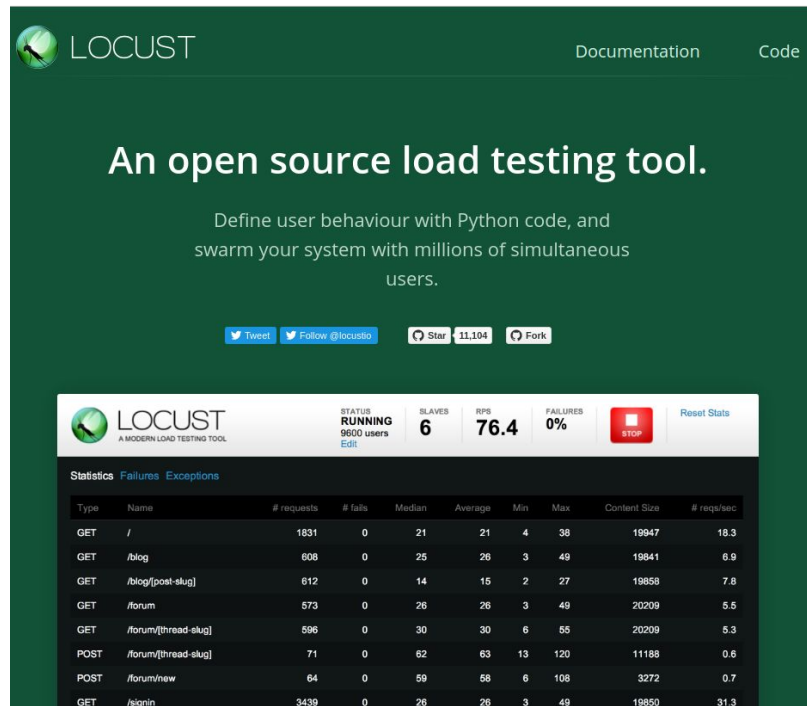 LOCUST
Documentation Code
An open source load testing tool.
Define user behaviour with Python code, and
swarm your system with millions of simultaneous
users.
Tweet Follow @locustio Star 11,104 Fork
LOCUST
A MODERN LOAD TESTING TOOL
STATUS
RUNNING
9600 users
Edit
SLAVES
6
RPS
76.4
FAILURES
0%
STOP
Reset Stats
Statistics Failures Exceptions
Type Name # requests # fails Median Average Min Max Content Size # reqs/sec
GET / 1831 0 21 21 4 38 19947 18.3
GET /blog 608 0 25 26 3 49 19841 6.9
GET /blog/[post-slug] 612 0 14 15 2 27 19858 7.8
GET /forum 573 0 26 26 3 49 20209 5.5
GET /forum/[thread-slug] 596 0 30 30 6 55 20209 5.3
POST /forum/[thread-slug] 71 0 62 63 13 120 11188 0.6
POST /forum/new 64 0 59 58 6 108 3272 0.7
GET /signin 3439 0 26 26 3 49 19850 31.3